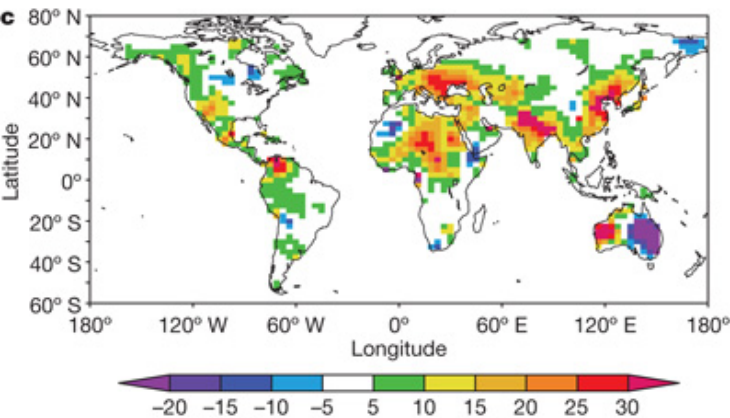 c
80° N
60° N
40° N
20° N
0°
20° S
40° S
60° S
Latitude
180° 120° W 60° W 0° 60° E 120° E 180°
Longitude
–20 –15 –10 –5 5 10 15 20 25 30